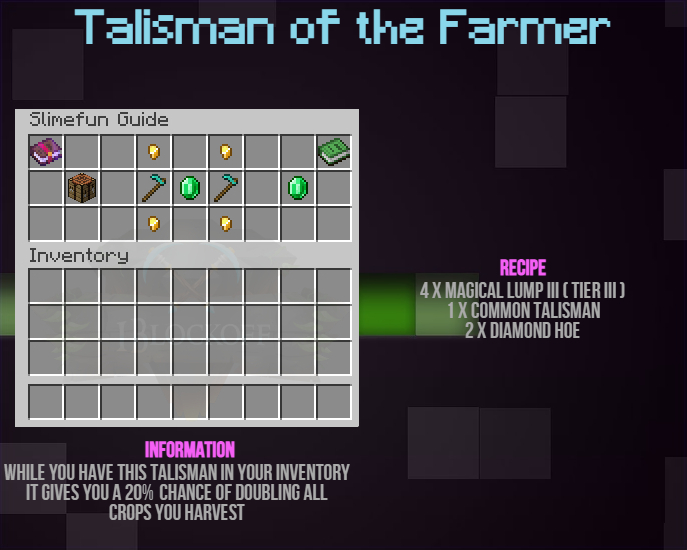 Talisman of the Farmer
Slimefun Guide
Inventory
IBLOCKOFF
RECIPE
4 X MAGICAL LUMP III ( TIER III )
1 X COMMON TALISMAN
2 X DIAMOND HOE
INFORMATION
WHILE YOU HAVE THIS TALISMAN IN YOUR INVENTORY
IT GIVES YOU A 20% CHANCE OF DOUBLING ALL
CROPS YOU HARVEST